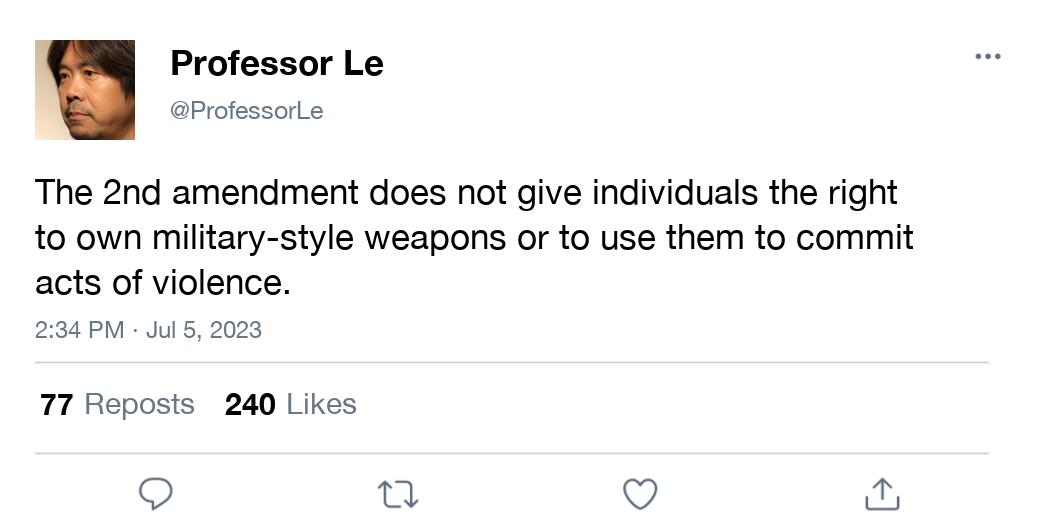 Professor Le
@ProfessorLe
The 2nd amendment does not give individuals the right
to own military-style weapons or to use them to commit
acts of violence.
2:34 PM · Jul 5, 2023
77 Reposts 240 Likes